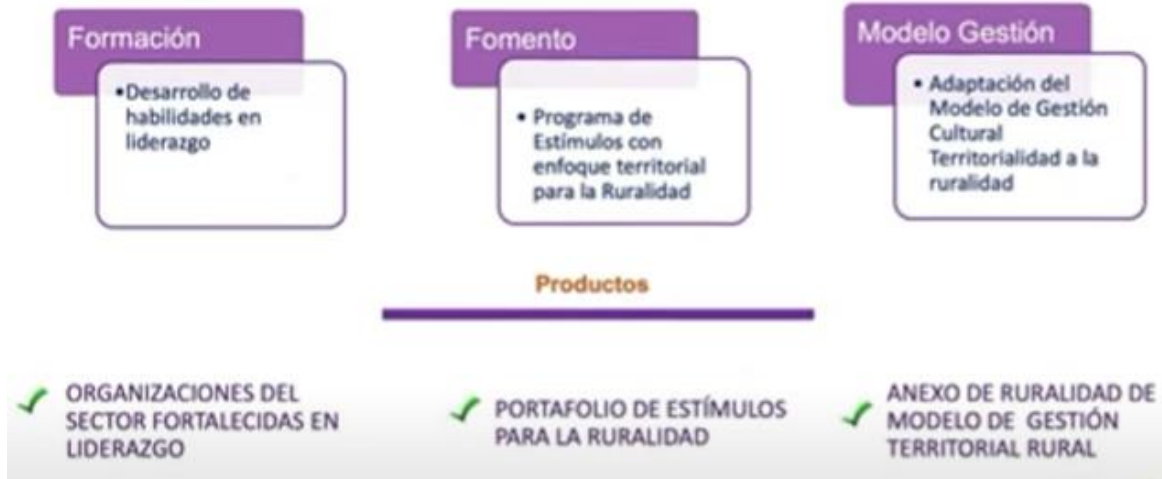 Formación
•Desarrollo de
habilidades en
liderazgo
Fomento
• Programa de
Estímulos con
enfoque territorial
para la Ruralidad
Modelo Gestión
• Adaptación del
Modelo de Gestión
Cultural
Territorialidad a la
ruralidad
Productos
ORGANIZACIONES DEL
SECTOR FORTALECIDAS EN
LIDERAZGO
PORTAFOLIO DE ESTÍMULOS
PARA LA RURALIDAD
ANEXO DE RURALIDAD DE
MODELO DE GESTIÓN
TERRITORIAL RURAL